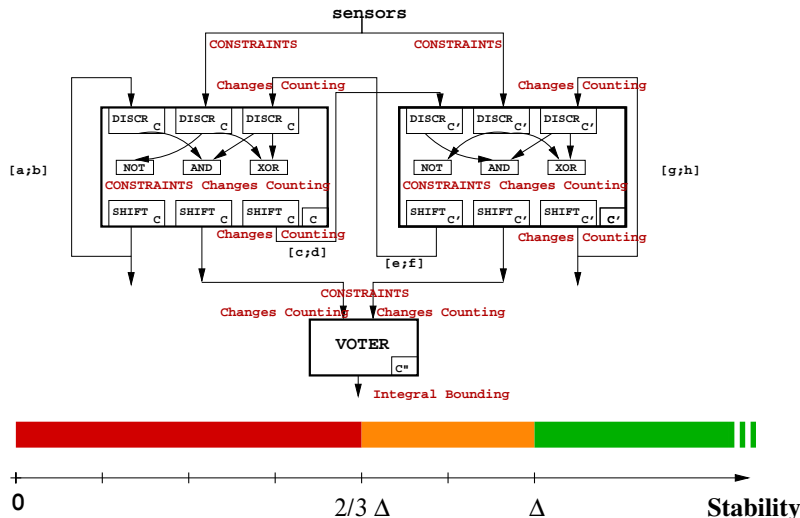 sensors
CONSTRAINTS CONSTRAINTS
Changes Counting Changes Counting
DISCR C DISCR C DISCR C DISCR C' DISCR C' DISCR C'
[a;b] NOT AND XOR NOT AND XOR [g;h]
CONSTRAINTS Changes Counting CONSTRAINTS Changes Counting
SHIFT C SHIFT C SHIFT C C SHIFT C' SHIFT C' SHIFT C' C'
Changes Counting Changes Counting
[c;d] [e;f]
CONSTRAINTS
Changes Counting Changes Counting
VOTER
C"
Integral Bounding
0 2/3 Δ Δ Stability